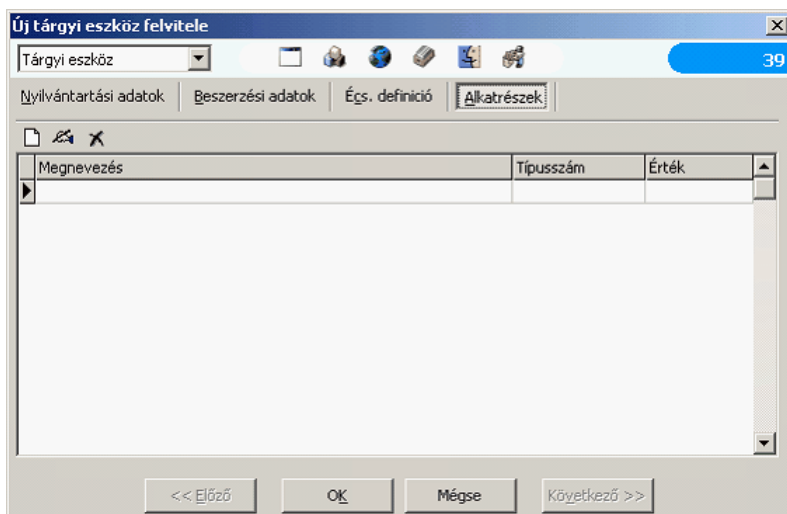 Új tárgyi eszköz felvitele
Tárgyi eszköz 39
Nyilvántartási adatok Beszerzési adatok Écs. definició Alkatrészek
Megnevezés Típusszám Érték
<< Előző OK Mégse Következő >>